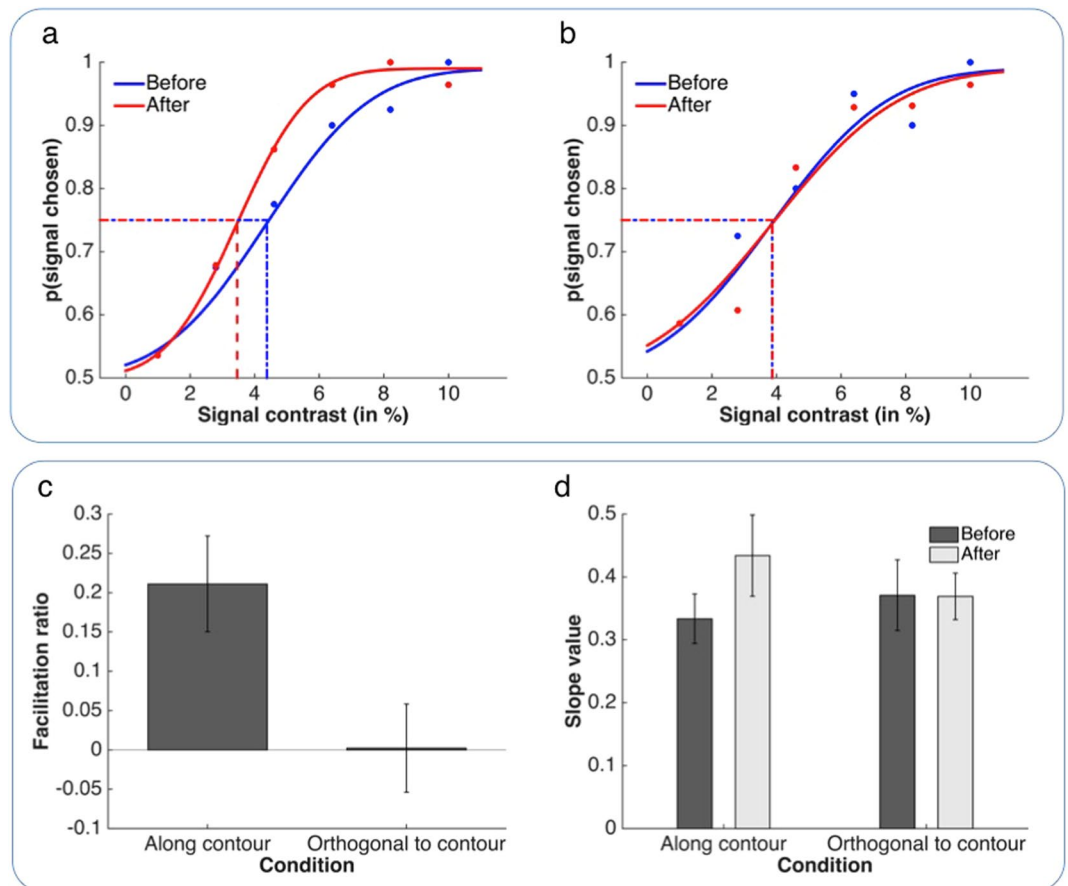 a
1
0.9
0.8
0.7
0.6
0.5
p(signal chosen)
Before
After
0 2 4 6 8 10
Signal contrast (in %)
b
1
0.9
0.8
0.7
0.6
0.5
p(signal chosen)
Before
After
0 2 4 6 8 10
Signal contrast (in %)
c
0.3
0.25
0.2
0.15
0.1
0.05
0
-0.05
-0.1
Facilitation ratio
Along contour Orthogonal to contour
Condition
d
0.5
0.4
0.3
0.2
0.1
0
Slope value
Before
After
Along contour Orthogonal to contour
Condition